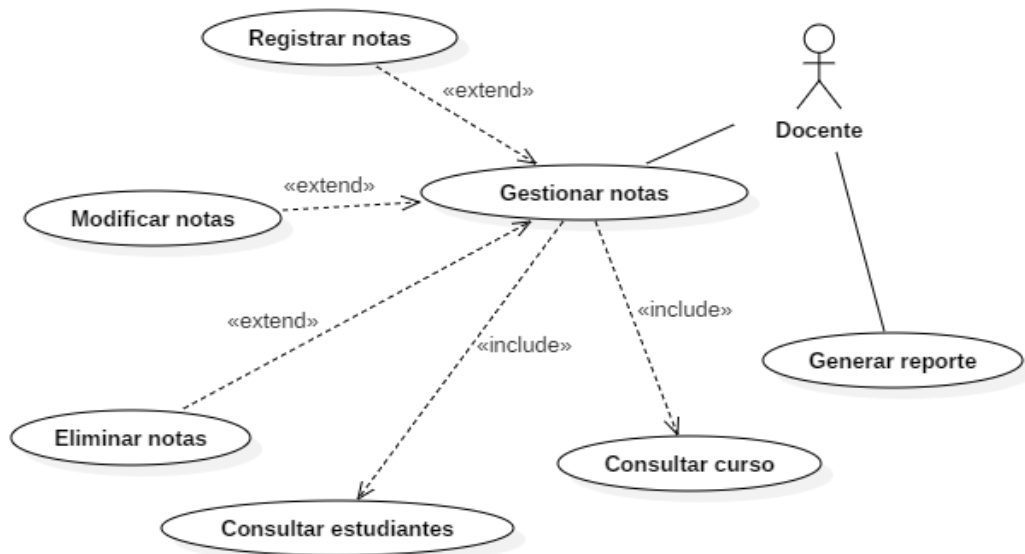 Registrar notas
«extend»
Docente
«extend»
Gestionar notas
Modificar notas
«extend»
«include»
«include»
Generar reporte
Eliminar notas
Consultar curso
Consultar estudiantes